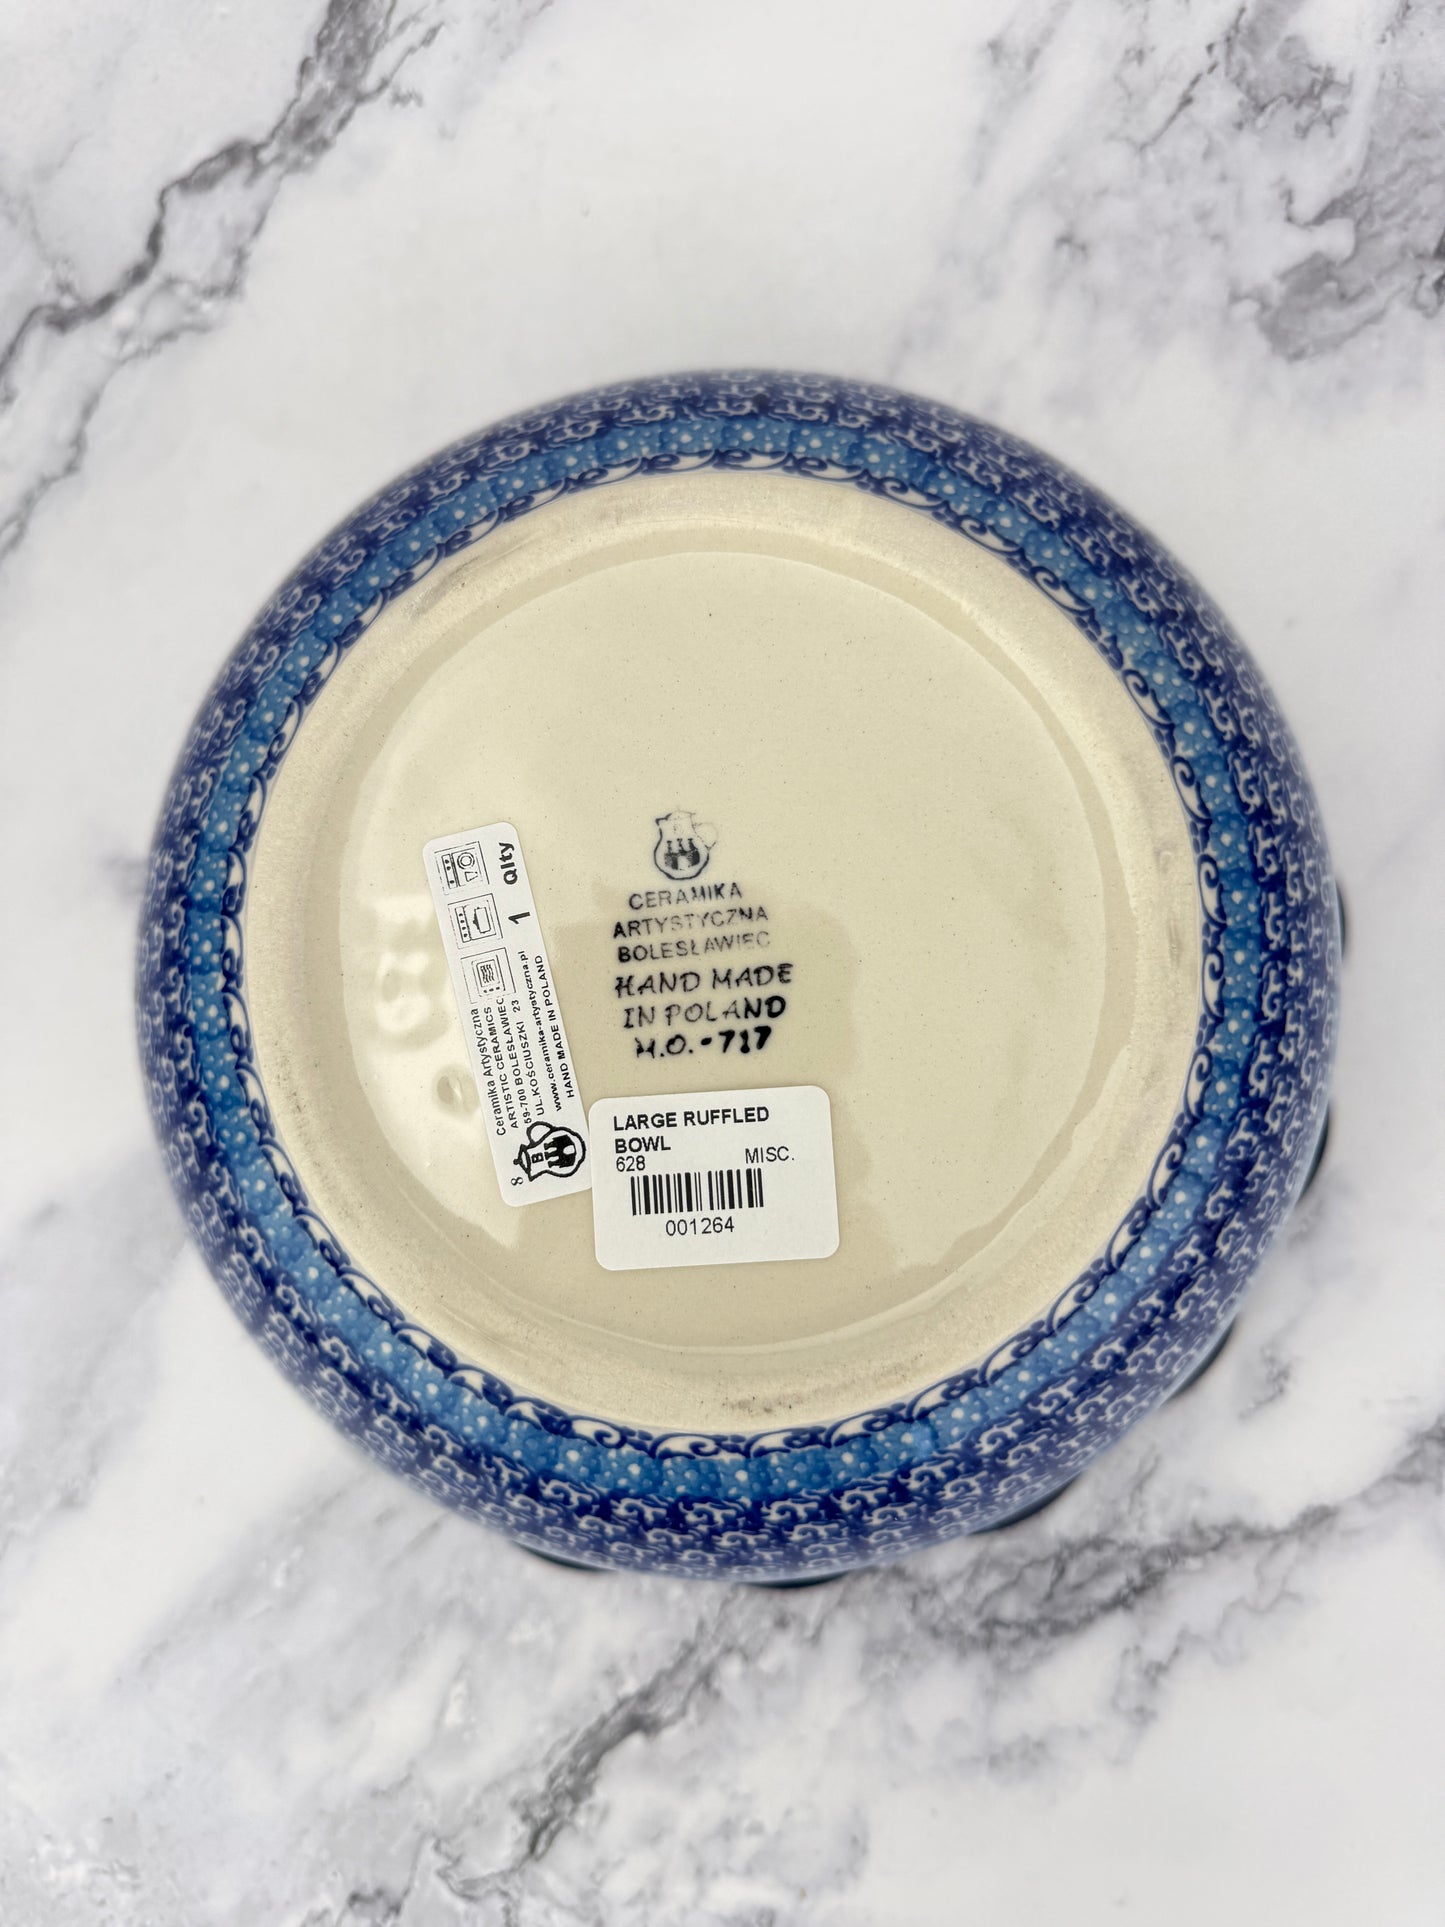 CERAMIKA
ARTYSTYCZNA
BOLESŁAWIEC
HAND MADE
IN POLAND
M.O.-717
1 Qlty
Ceramika Artystyczna
ARTISTIC CERAMICS
59-700 BOLESŁAWIEC
UL.KOŚCIUSZKI 23
www.ceramika-artystyczna.pl
HAND MADE IN POLAND
8
B
LARGE RUFFLED
BOWL
628 MISC.
001264